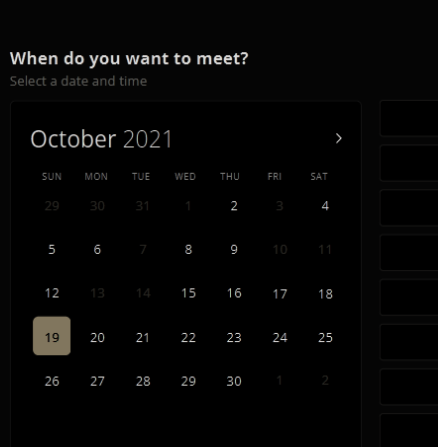 When do you want to meet?
Select a date and time
October 2021
SUN MON TUE WED THU FRI SAT
29 30 31 1 2 3 4
5 6 7 8 9 10 11
12 13 14 15 16 17 18
19 20 21 22 23 24 25
26 27 28 29 30 1 2